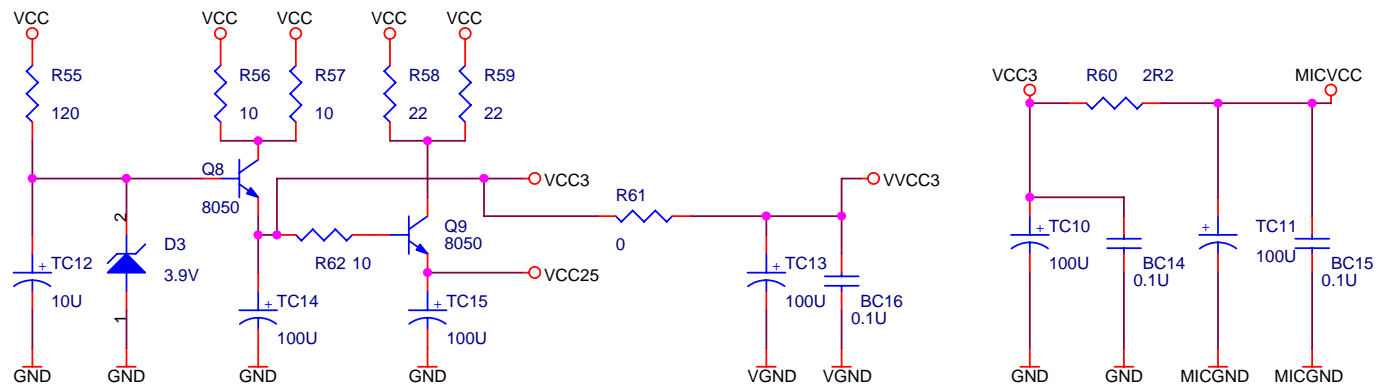 VCC
VCC
VCC
VCC
VCC
R55
120
R56
10
R57
10
R58
22
R59
22
VCC3
R60
2R2
MICVCC
Q8
8050
VCC3
R61
0
VVCC3
2
D3
3.9V
1
Q9
8050
R62 10
VCC25
TC12
10U
TC14
100U
TC15
100U
TC13
100U
BC16
0.1U
TC10
100U
BC14
0.1U
TC11
100U
BC15
0.1U
GND
GND
GND
GND
VGND
VGND
GND
GND
MICGND
MICGND
+
+
+
+
+
+